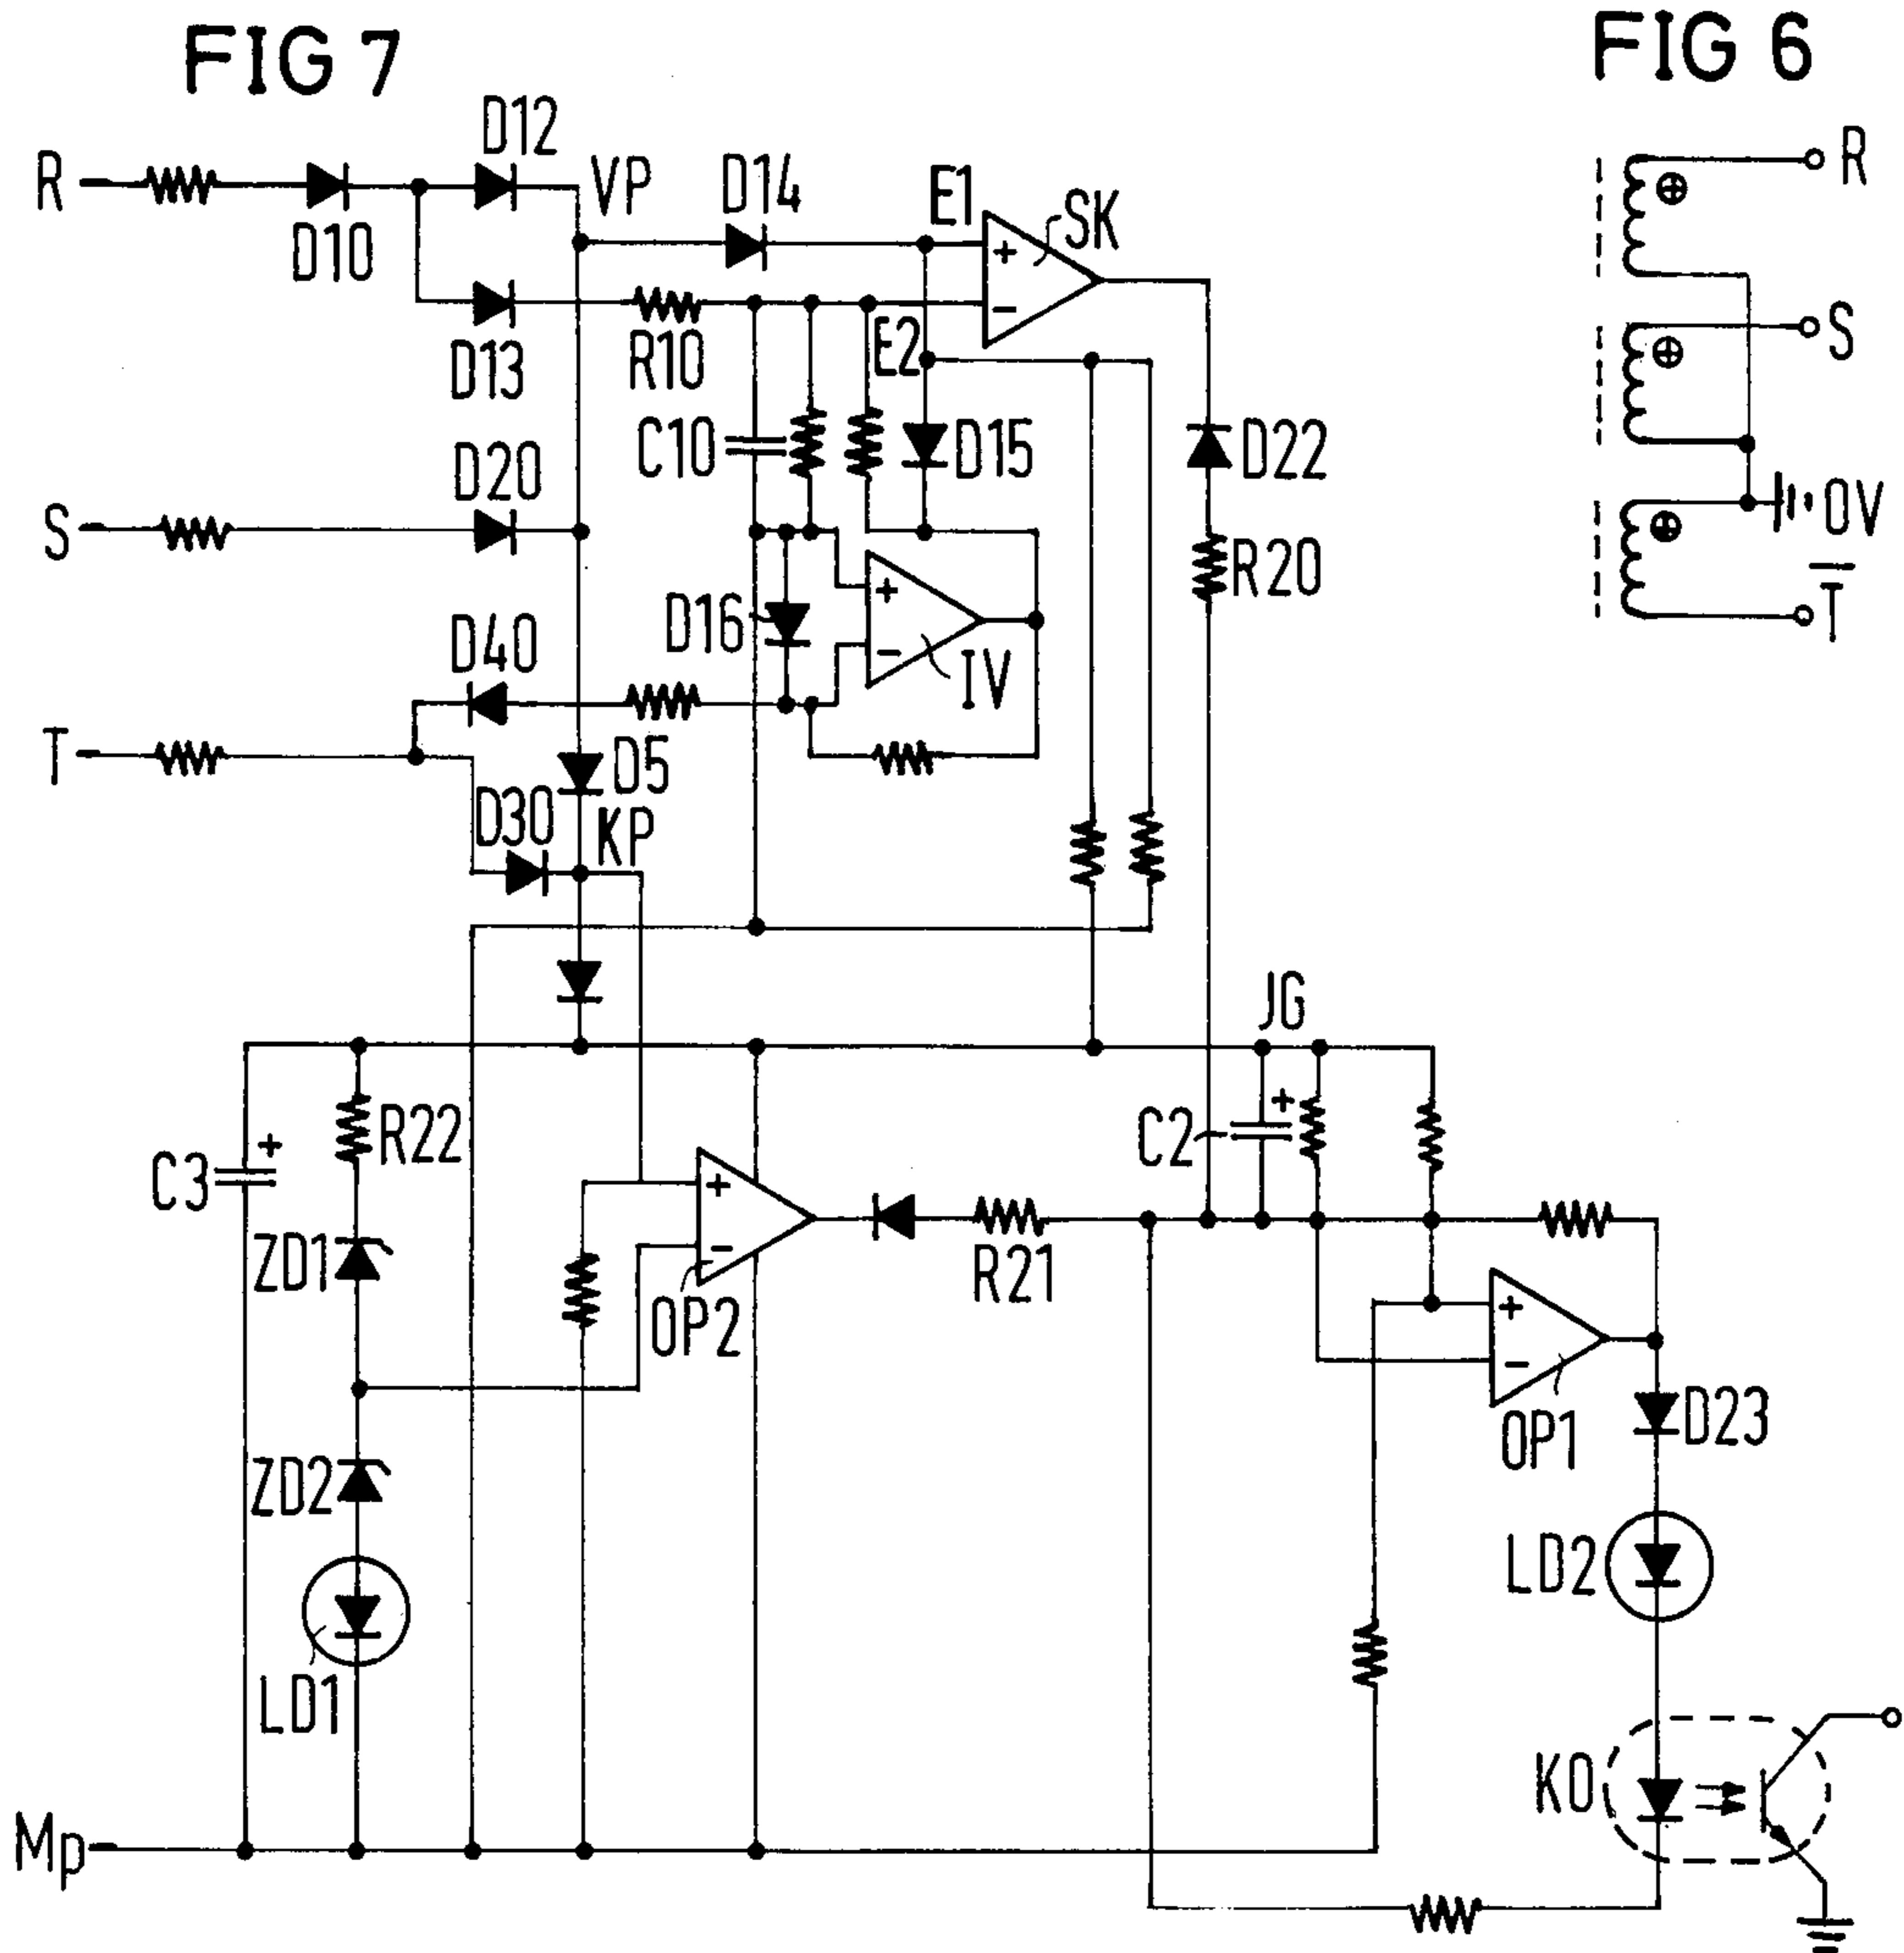 FIG 7
FIG 6
R
D12
VP
D14
E1
SK
R
D10
+
−
D13
R10
E2
S
C10
D15
D22
S
D20
0V
R20
D16
+
−
IV
T̅
D40
T
D5
D30
KP
JG
C3
+
R22
C2
+
ZD1
+
−
R21
OP2
+
−
D23
OP1
ZD2
LD2
LD1
K0
Mp